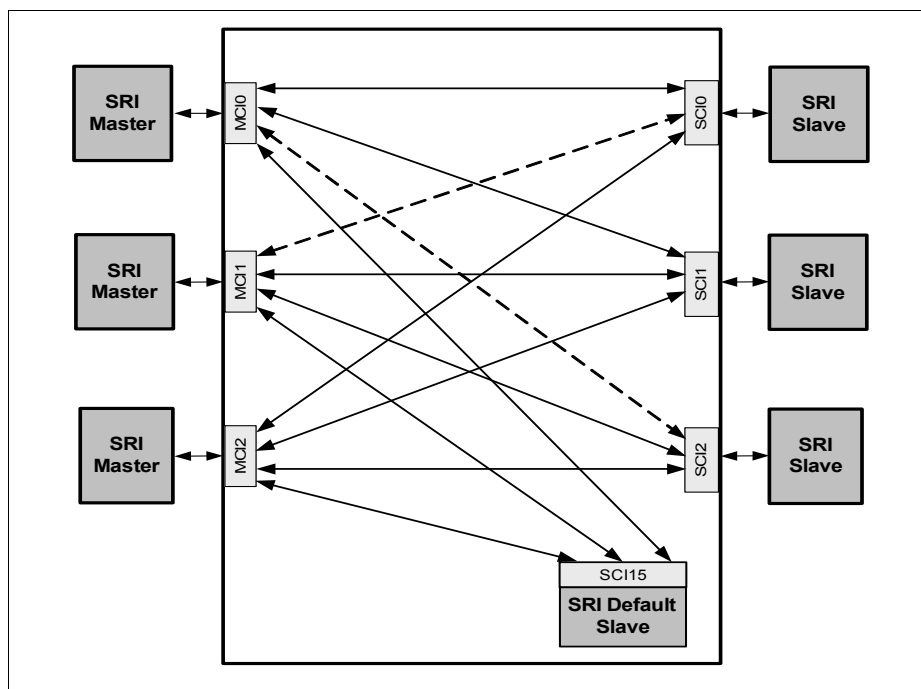 SRI
Master
MCI0
SCI0
SRI
Slave
SRI
Master
MCI1
SCI1
SRI
Slave
SRI
Master
MCI2
SCI2
SRI
Slave
SCI15
SRI Default
Slave